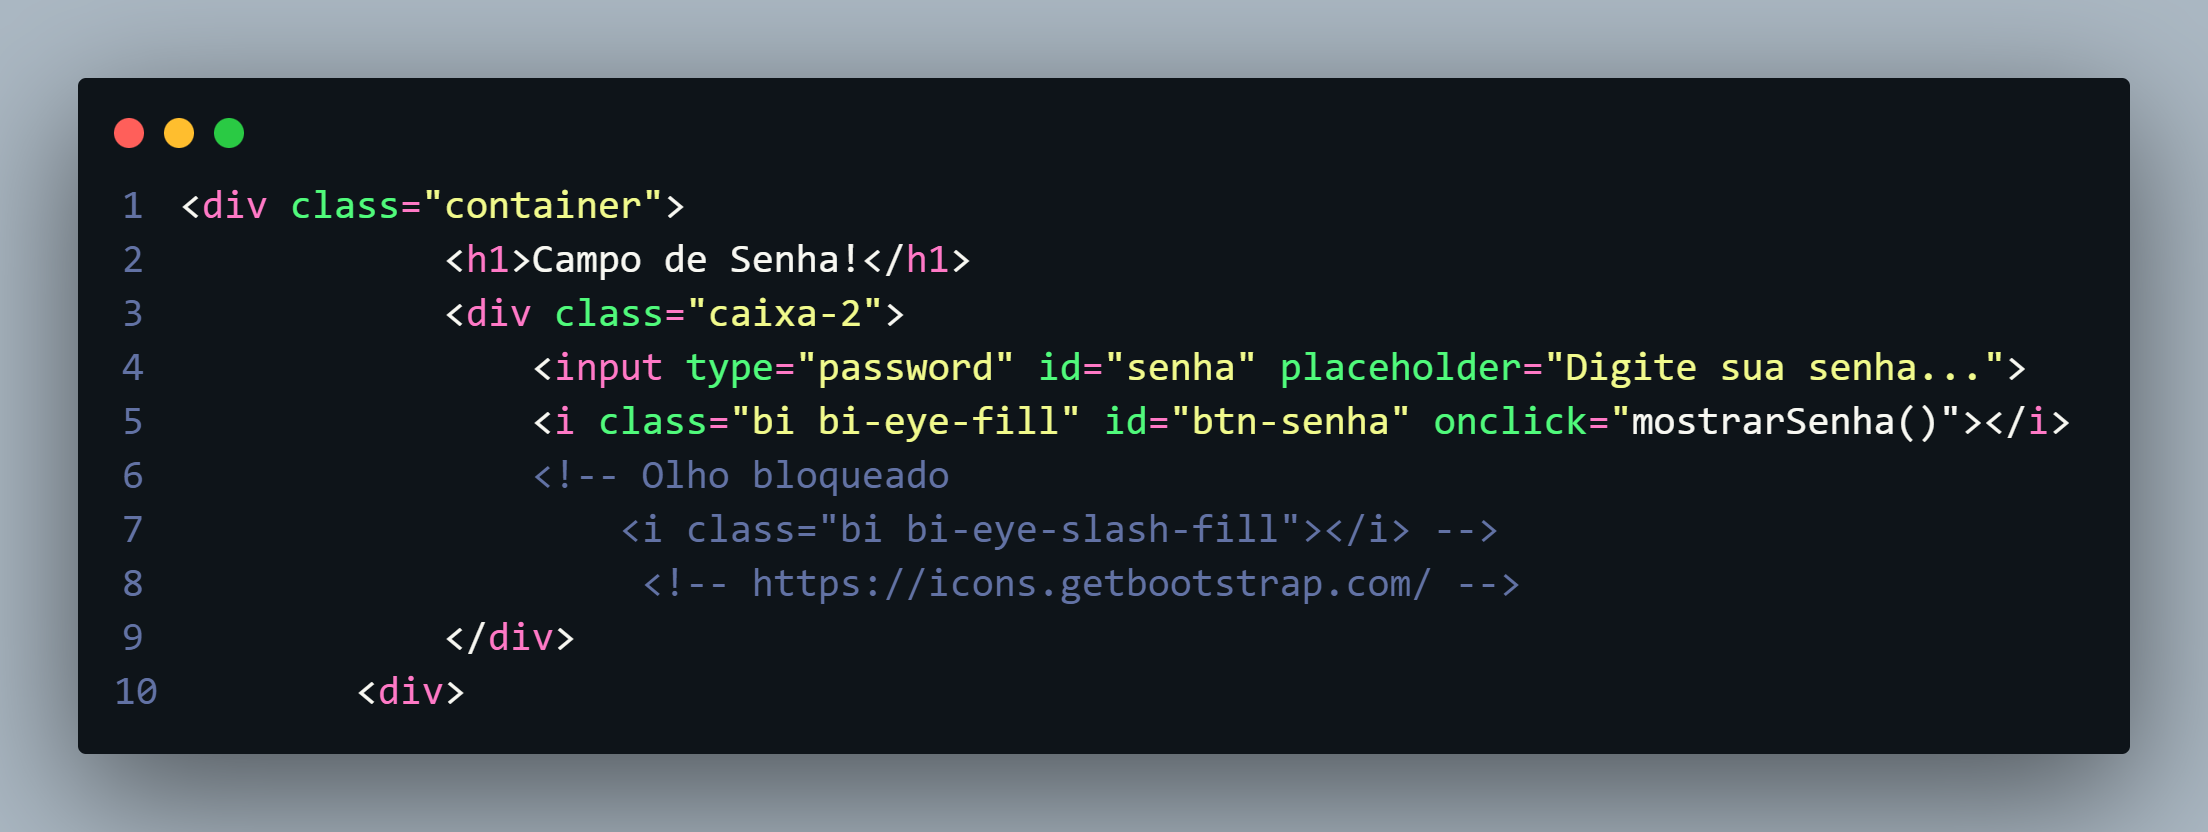 1 <div class="container">
2 <h1>Campo de Senha!</h1>
3 <div class="caixa-2">
4 <input type="password" id="senha" placeholder="Digite sua senha...">
5 <i class="bi bi-eye-fill" id="btn-senha" onclick="mostrarSenha()"></i>
6 <!-- Olho bloqueado
7 <i class="bi bi-eye-slash-fill"></i> -->
8 <!-- https://icons.getbootstrap.com/ -->
9 </div>
10 <div>